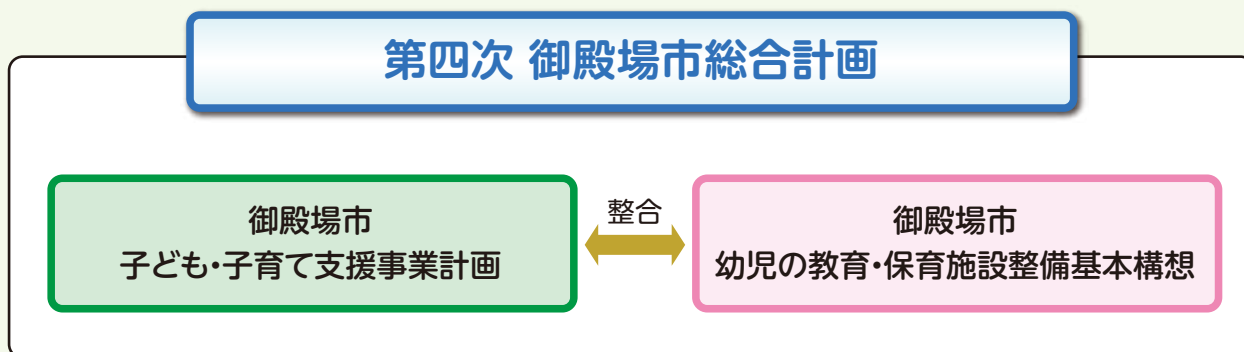 第四次 御殿場市総合計画
御殿場市
子ども・子育て支援事業計画
整合
御殿場市
幼児の教育・保育施設整備基本構想